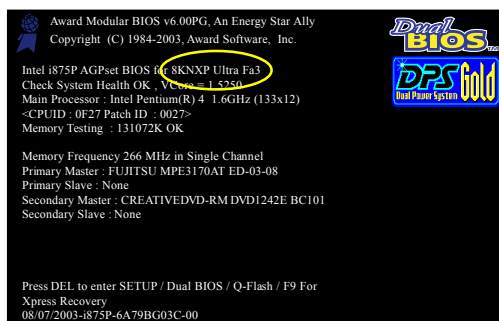 Award Modular BIOS v6.00PG, An Energy Star Ally
Copyright (C) 1984-2003, Award Software, Inc.
Dual
BIOS
TM
Intel i875P AGPset BIOS for 8KNXP Ultra Fa3
Check System Health OK , VCore = 1.5250
Main Processor : Intel Pentium(R) 4 1.6GHz (133x12)
<CPUID : 0F27 Patch ID : 0027>
Memory Testing : 131072K OK
DPS Gold
Dual Power System
Memory Frequency 266 MHz in Single Channel
Primary Master : FUJITSU MPE3170AT ED-03-08
Primary Slave : None
Secondary Master : CREATIVEDVD-RM DVD1242E BC101
Secondary Slave : None
Press DEL to enter SETUP / Dual BIOS / Q-Flash / F9 For
Xpress Recovery
08/07/2003-i875P-6A79BG03C-00